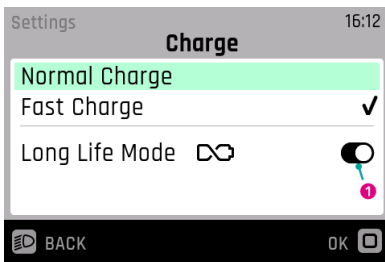 Settings 16:12
Charge
Normal Charge
Fast Charge
Long Life Mode
1
BACK OK